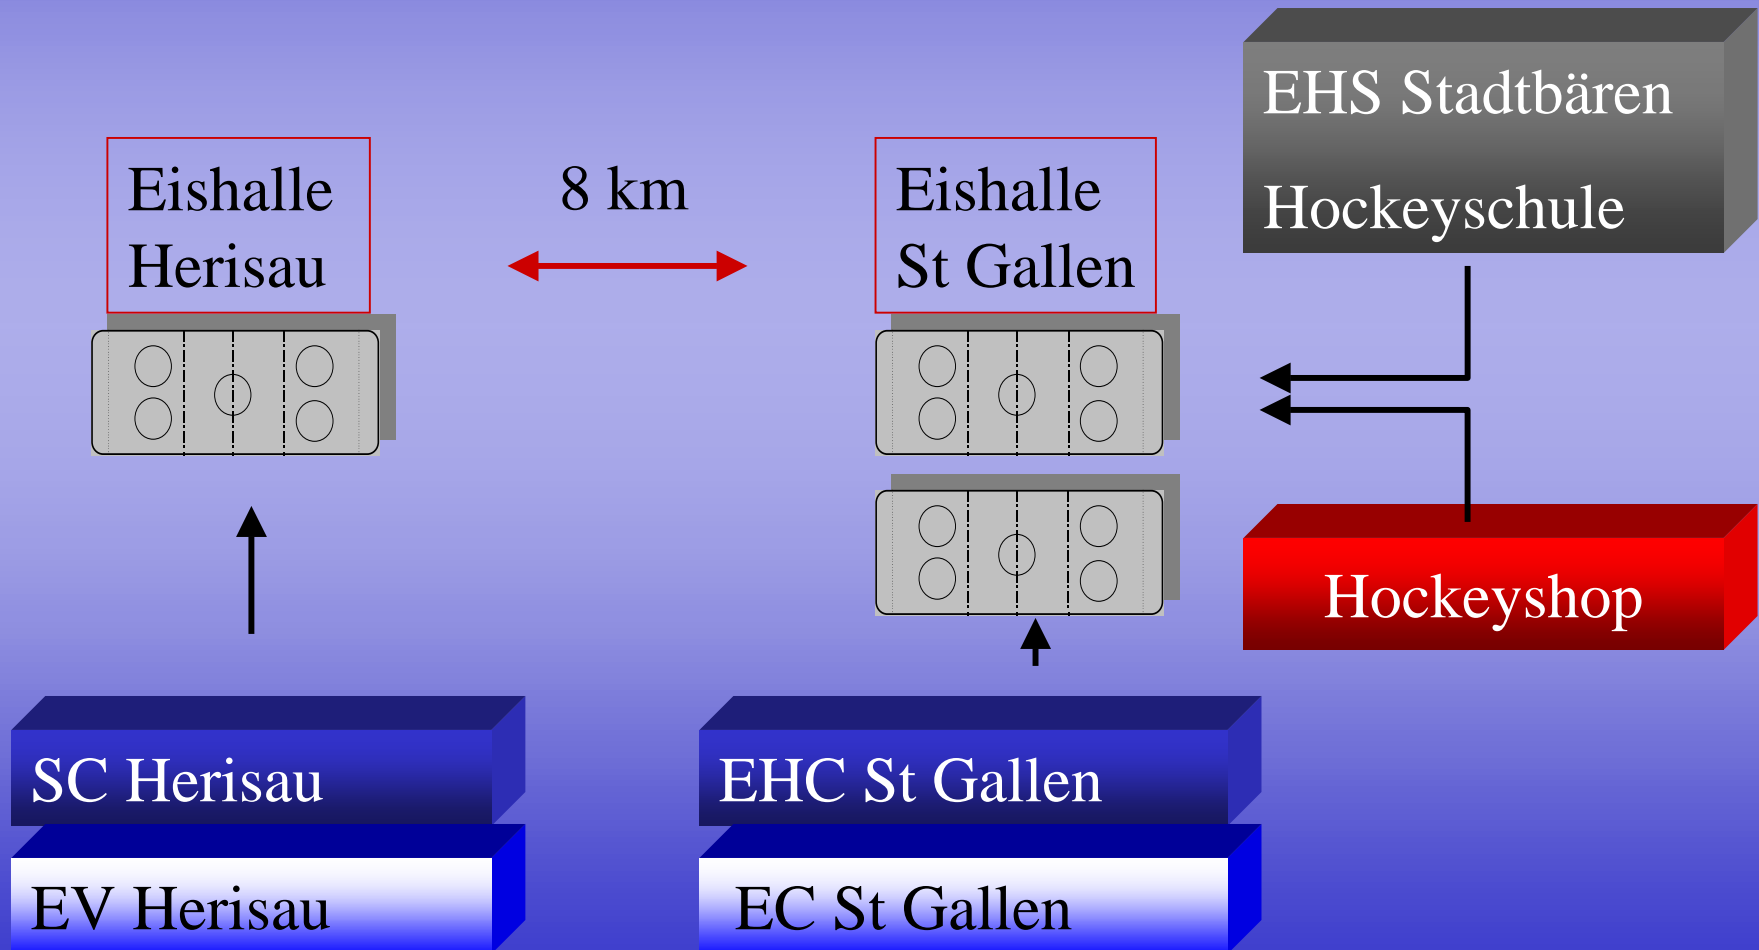 EHS Stadtbären
Hockeyschule
Eishalle
Herisau
8 km
Eishalle
St Gallen
Hockeyshop
SC Herisau
EHC St Gallen
EV Herisau
EC St Gallen